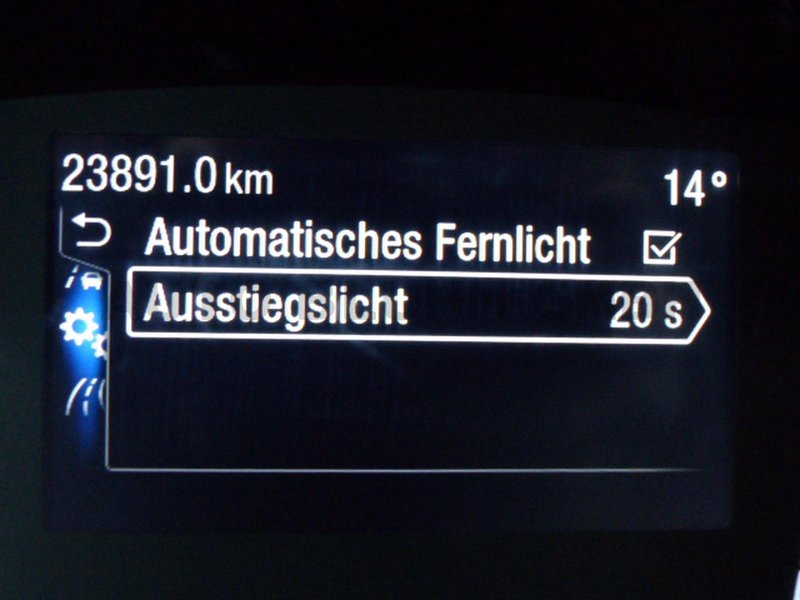 23891.0 km 14°
Automatisches Fernlicht
Ausstiegslicht 20 s